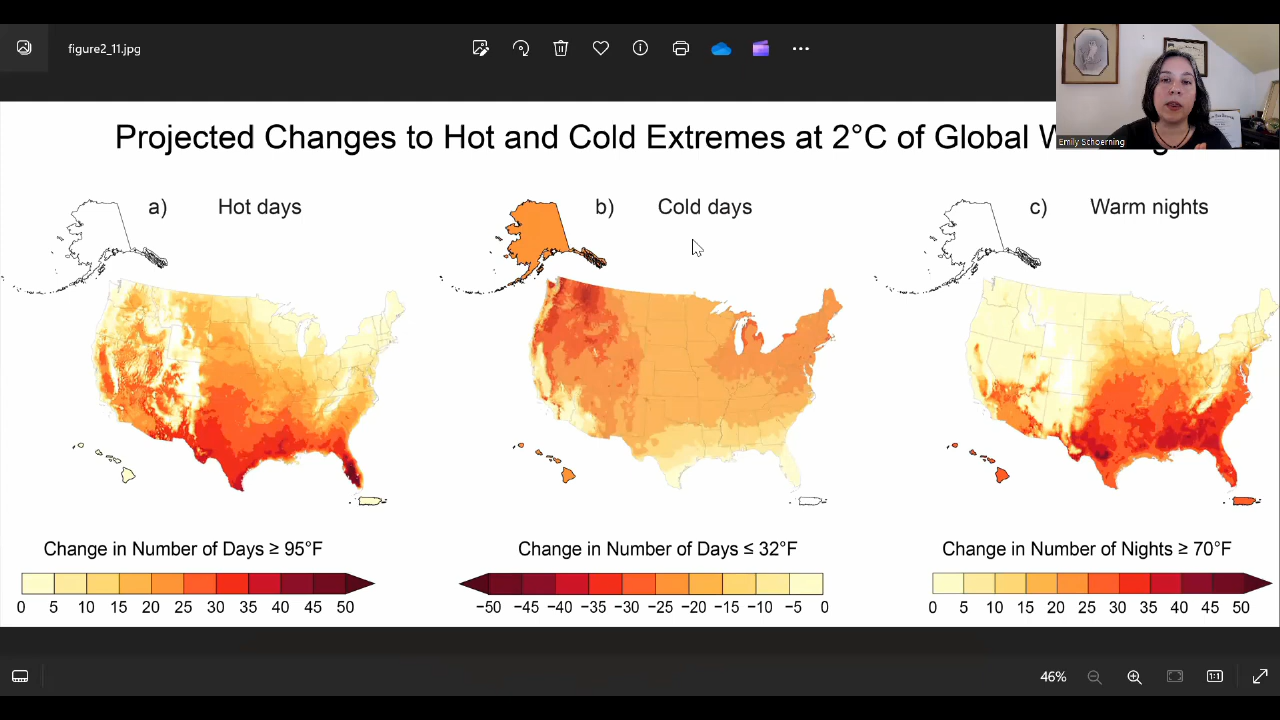 figure2_11.jpg
Emily Schoerning
Projected Changes to Hot and Cold Extremes at 2°C of Global
a) Hot days
b) Cold days
c) Warm nights
Change in Number of Days ≥ 95°F
0 5 10 15 20 25 30 35 40 45 50
Change in Number of Days ≤ 32°F
−50 −45 −40 −35 −30 −25 −20 −15 −10 −5 0
Change in Number of Nights ≥ 70°F
0 5 10 15 20 25 30 35 40 45 50
46%
1:1